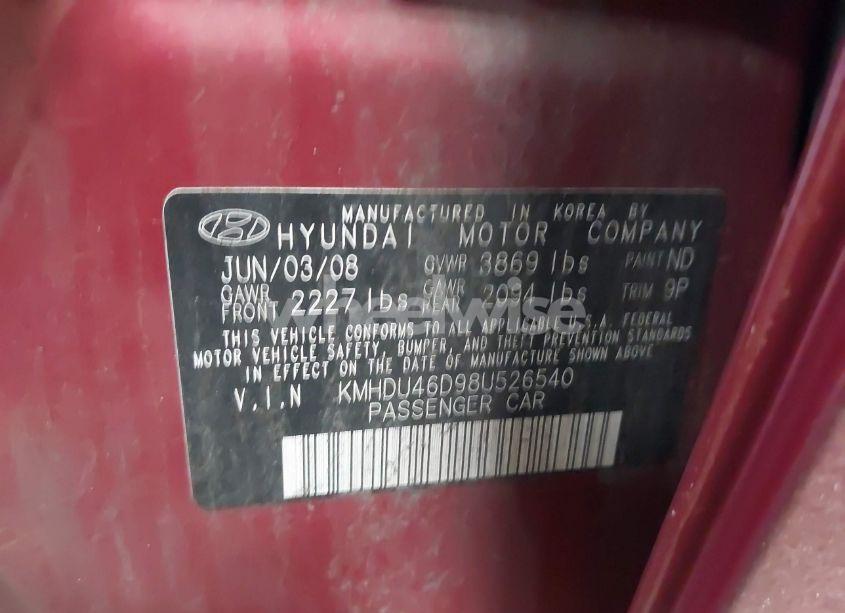 MANUFACTURED IN KOREA BY
HYUNDAI MOTOR COMPANY
JUN/03/08 GVWR 3869 lbs PAINT ND
GAWR FRONT 2227 lbs GAWR REAR 2094 lbs TRIM 9P
THIS VEHICLE CONFORMS TO ALL APPLICABLE U.S.A. FEDERAL
MOTOR VEHICLE SAFETY, BUMPER, AND THEFT PREVENTION STANDARDS
IN EFFECT ON THE DATE OF MANUFACTURE SHOWN ABOVE
V.I.N KMHDU46D98U526540
PASSENGER CAR
wheelwise